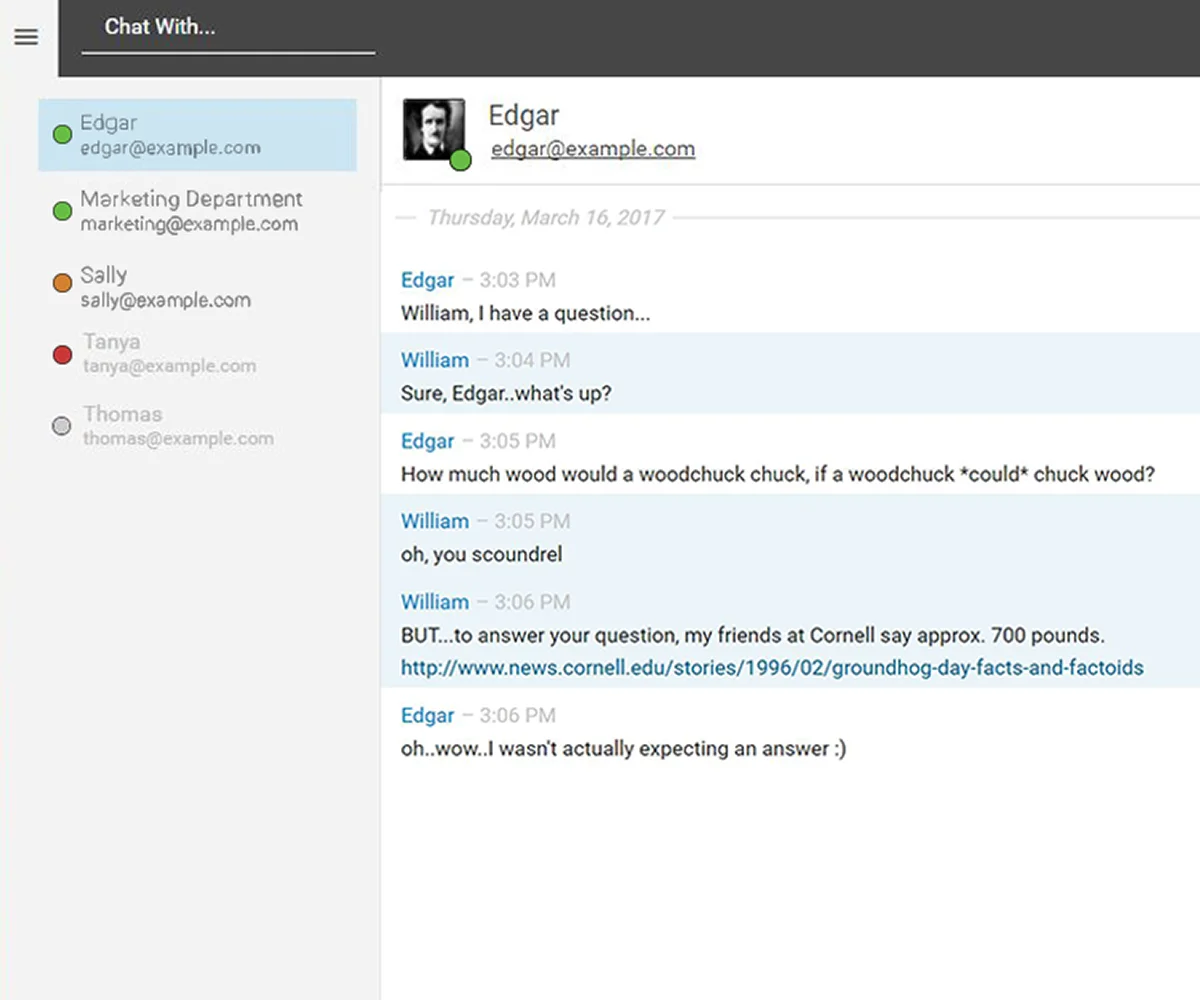 Chat With...
Edgar
edgar@example.com
Marketing Department
marketing@example.com
Sally
sally@example.com
Tanya
tanya@example.com
Thomas
thomas@example.com
Edgar
edgar@example.com
Thursday, March 16, 2017
Edgar – 3:03 PM
William, I have a question...
William – 3:04 PM
Sure, Edgar..what's up?
Edgar – 3:05 PM
How much wood would a woodchuck chuck, if a woodchuck *could* chuck wood?
William – 3:05 PM
oh, you scoundrel
William – 3:06 PM
BUT...to answer your question, my friends at Cornell say approx. 700 pounds.
http://www.news.cornell.edu/stories/1996/02/groundhog-day-facts-and-factoids
Edgar – 3:06 PM
oh..wow..I wasn't actually expecting an answer :)